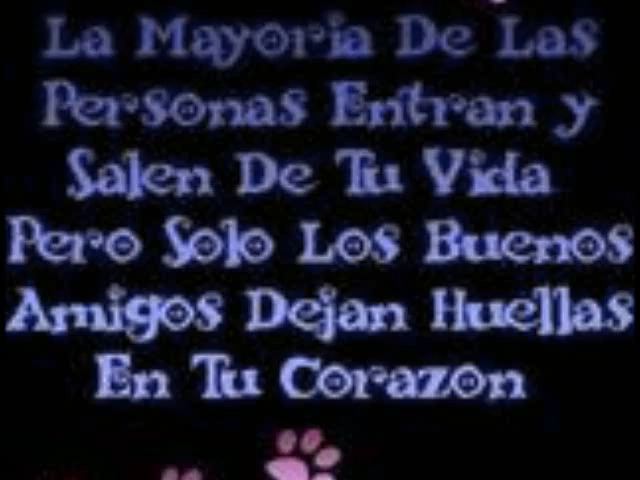 La Mayoria De Las
Personas Entran y
Salen De Tu Vida
Pero Solo Los Buenos
Amigos Dejan Huellas
En Tu Corazon